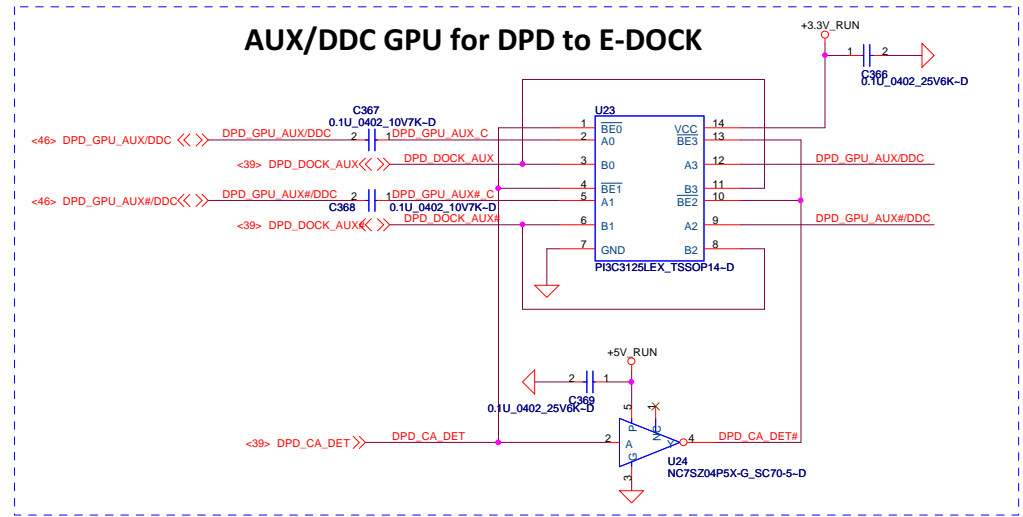 AUX/DDC GPU for DPD to E-DOCK
+3.3V_RUN
1 2
C366
0.1U_0402_25V6K~D
C367
0.1U_0402_10V7K~D
U23
<46> DPD_GPU_AUX/DDC DPD_GPU_AUX/DDC 2 1 DPD_GPU_AUX_C
1 BE0 VCC 14
2 A0 BE3 13
<39> DPD_DOCK_AUX DPD_DOCK_AUX 3 B0 A3 12 DPD_GPU_AUX/DDC
4 BE1 B3 11
<46> DPD_GPU_AUX#/DDC DPD_GPU_AUX#/DDC 2 1 DPD_GPU_AUX#_C 5 A1 BE2 10
C368 0.1U_0402_10V7K~D
<39> DPD_DOCK_AUX# DPD_DOCK_AUX# 6 B1 A2 9 DPD_GPU_AUX#/DDC
7 GND B2 8
PI3C3125LEX_TSSOP14~D
+5V_RUN
2 1
C369
0.1U_0402_25V6K~D
5 1
P NC
<39> DPD_CA_DET DPD_CA_DET 2 A Y 4 DPD_CA_DET#
G
3
U24
NC7SZ04P5X-G_SC70-5~D